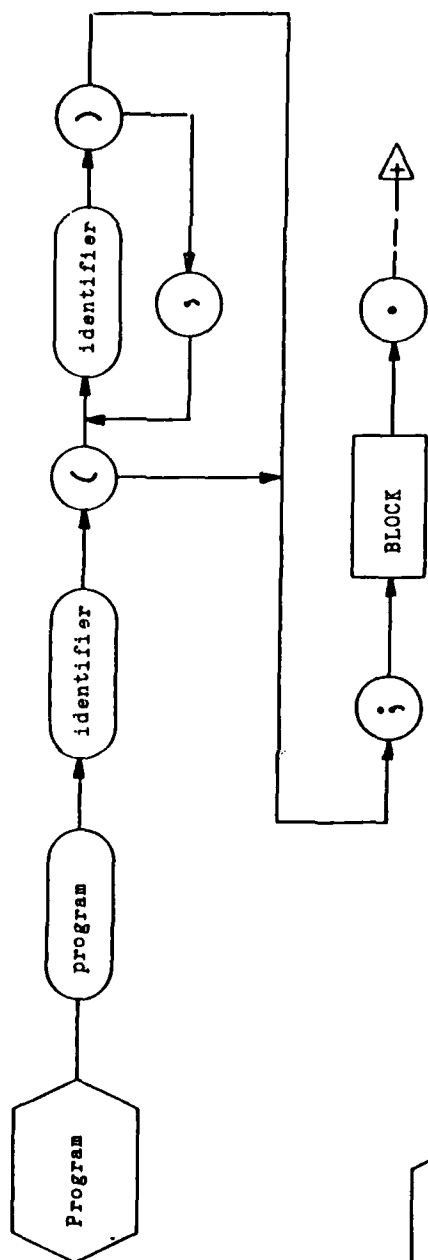 Program program identifier ( identifier )
,
; BLOCK . +